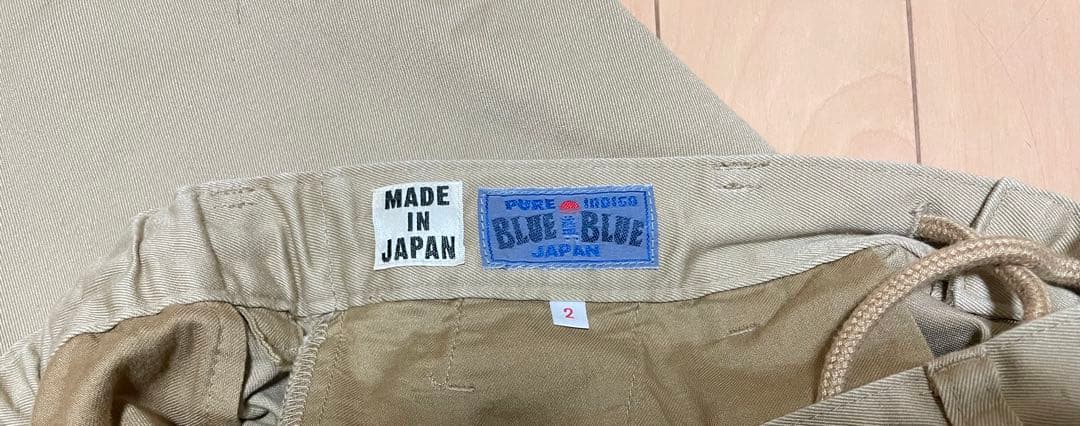 MADE
IN
JAPAN
PURE INDIGO
BLUE BLUE
JAPAN
2